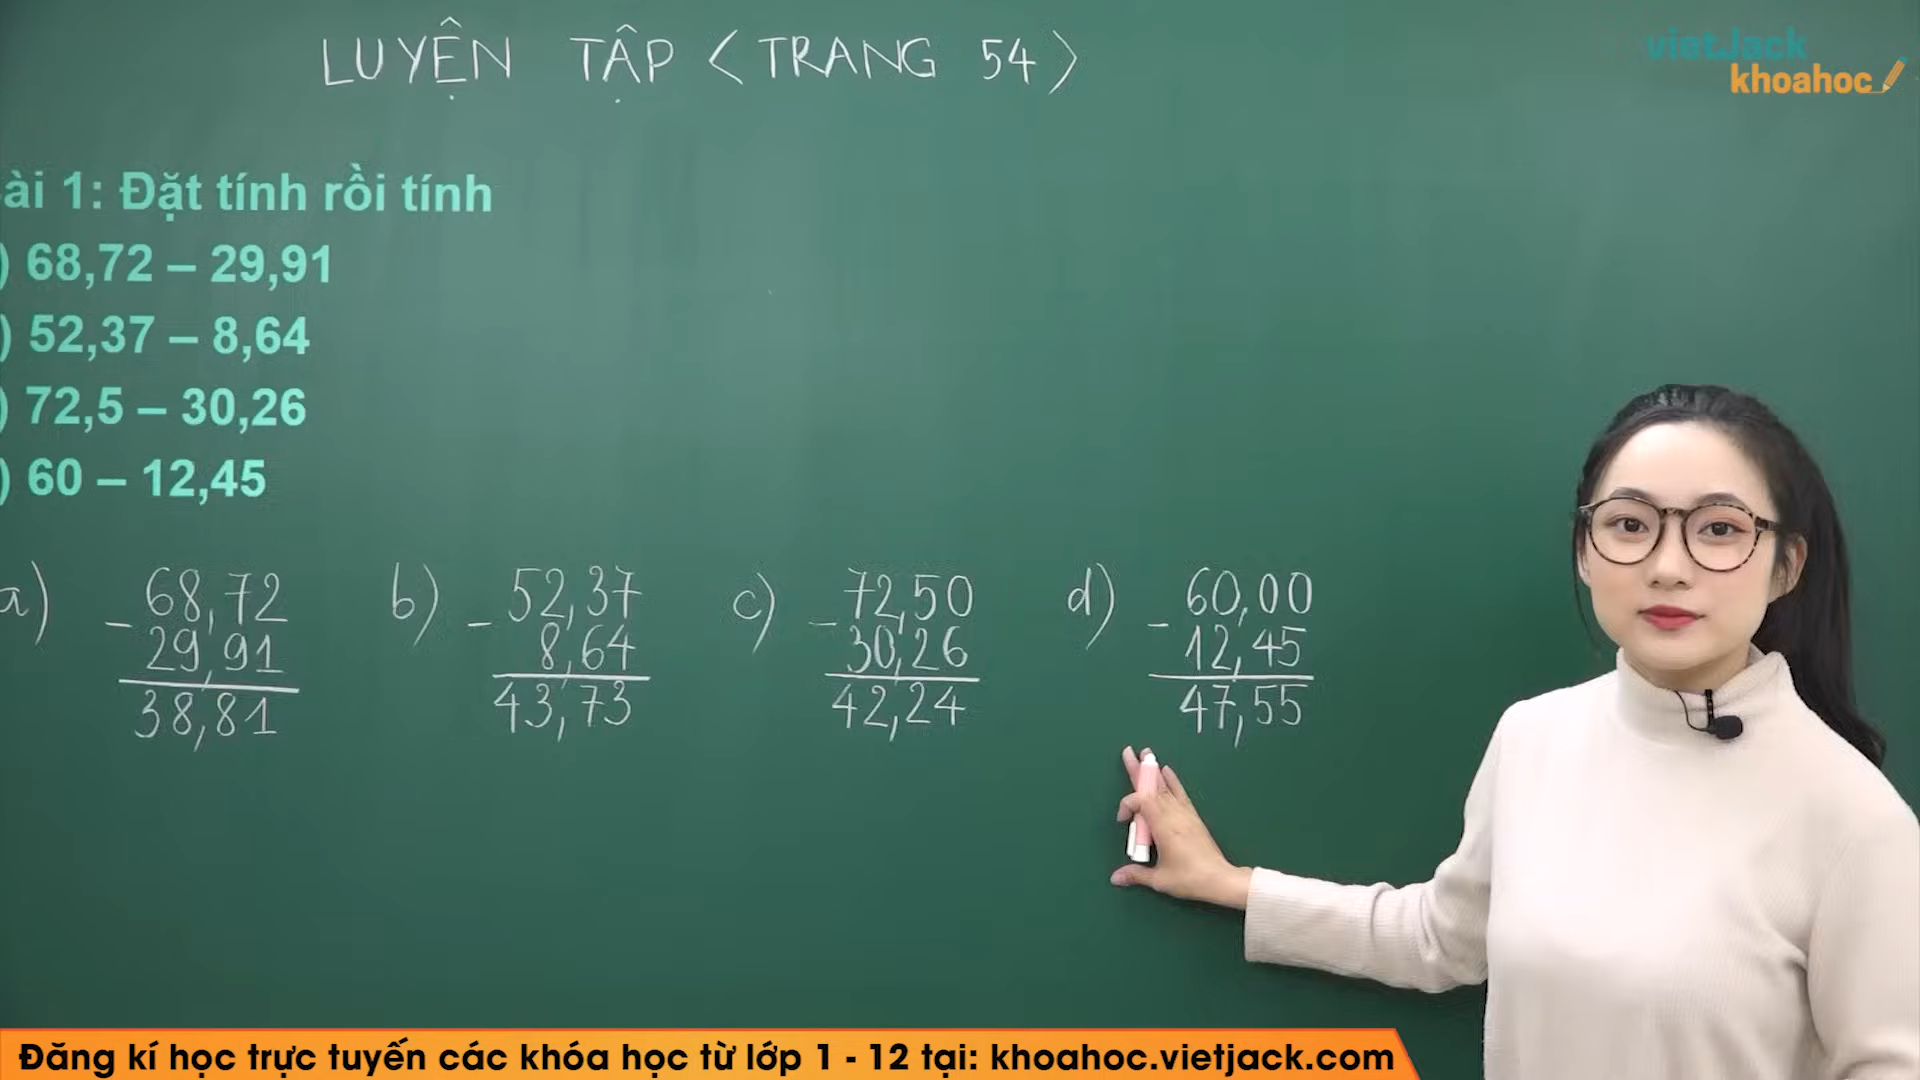 LUYỆN TẬP <TRANG 54>
vietJack
khoahoc
ài 1: Đặt tính rồi tính
) 68,72 – 29,91
) 52,37 – 8,64
) 72,5 – 30,26
) 60 – 12,45
a) - 68,72
29,91
38,81
b) - 52,37
8,64
43,73
c) - 72,50
30,26
42,24
d) - 60,00
12,45
47,55
Đăng kí học trực tuyến các khóa học từ lớp 1 - 12 tại: khoahoc.vietjack.com